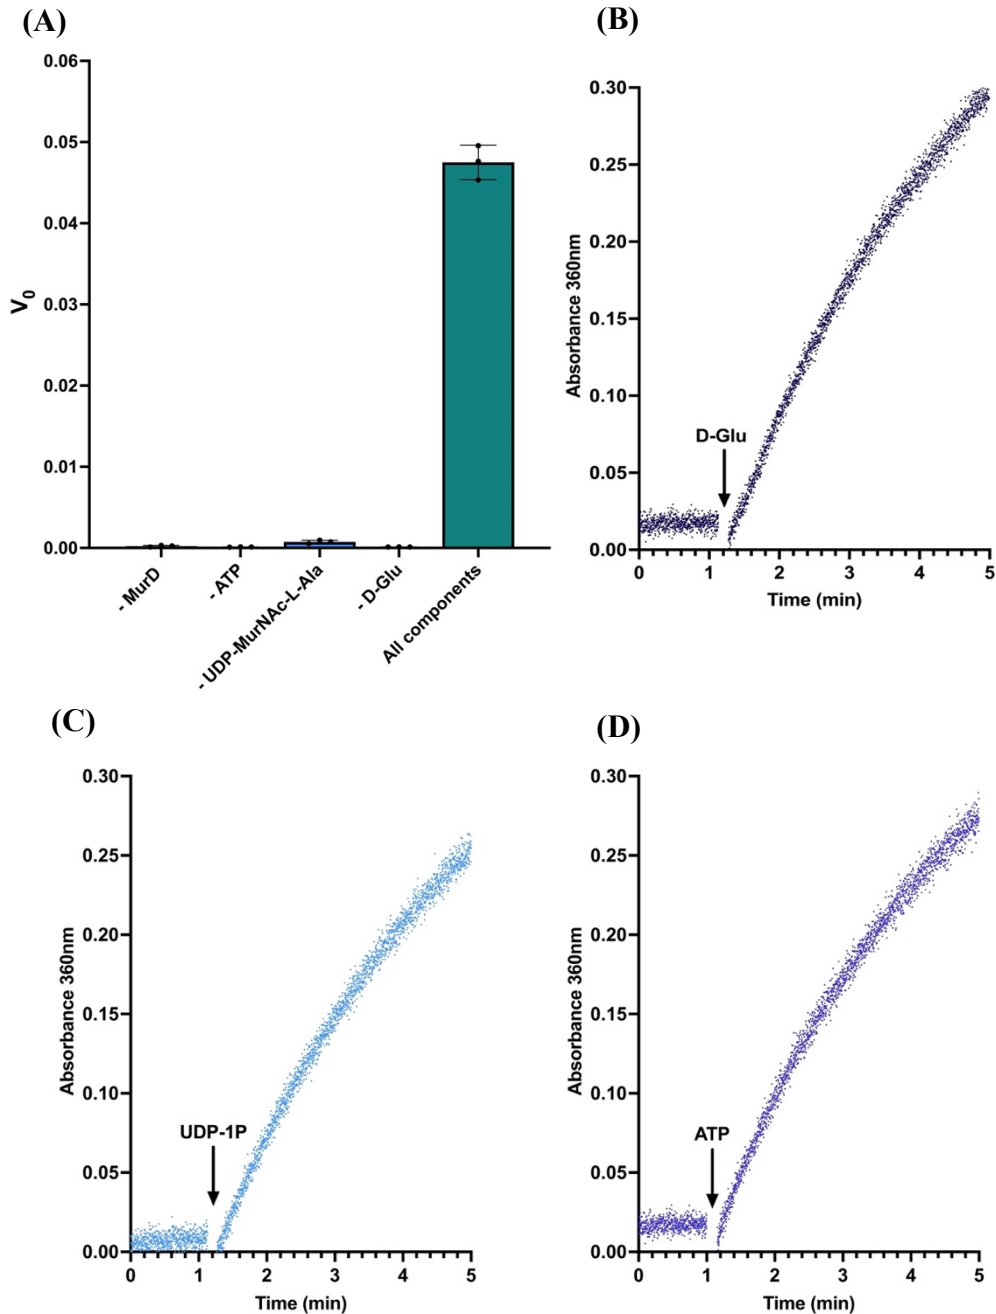 (A)
0.06
0.05
0.04
0.03
0.02
0.01
0.00
V0
- MurD
- ATP
- UDP-MurNAc-L-Ala
- D-Glu
All components
(B)
0.30
0.25
0.20
0.15
0.10
0.05
0.00
Absorbance 360nm
D-Glu
0 1 2 3 4 5
Time (min)
(C)
0.30
0.25
0.20
0.15
0.10
0.05
0.00
Absorbance 360nm
UDP-1P
0 1 2 3 4 5
Time (min)
(D)
0.30
0.25
0.20
0.15
0.10
0.05
0.00
Absorbance 360nm
ATP
0 1 2 3 4 5
Time (min)